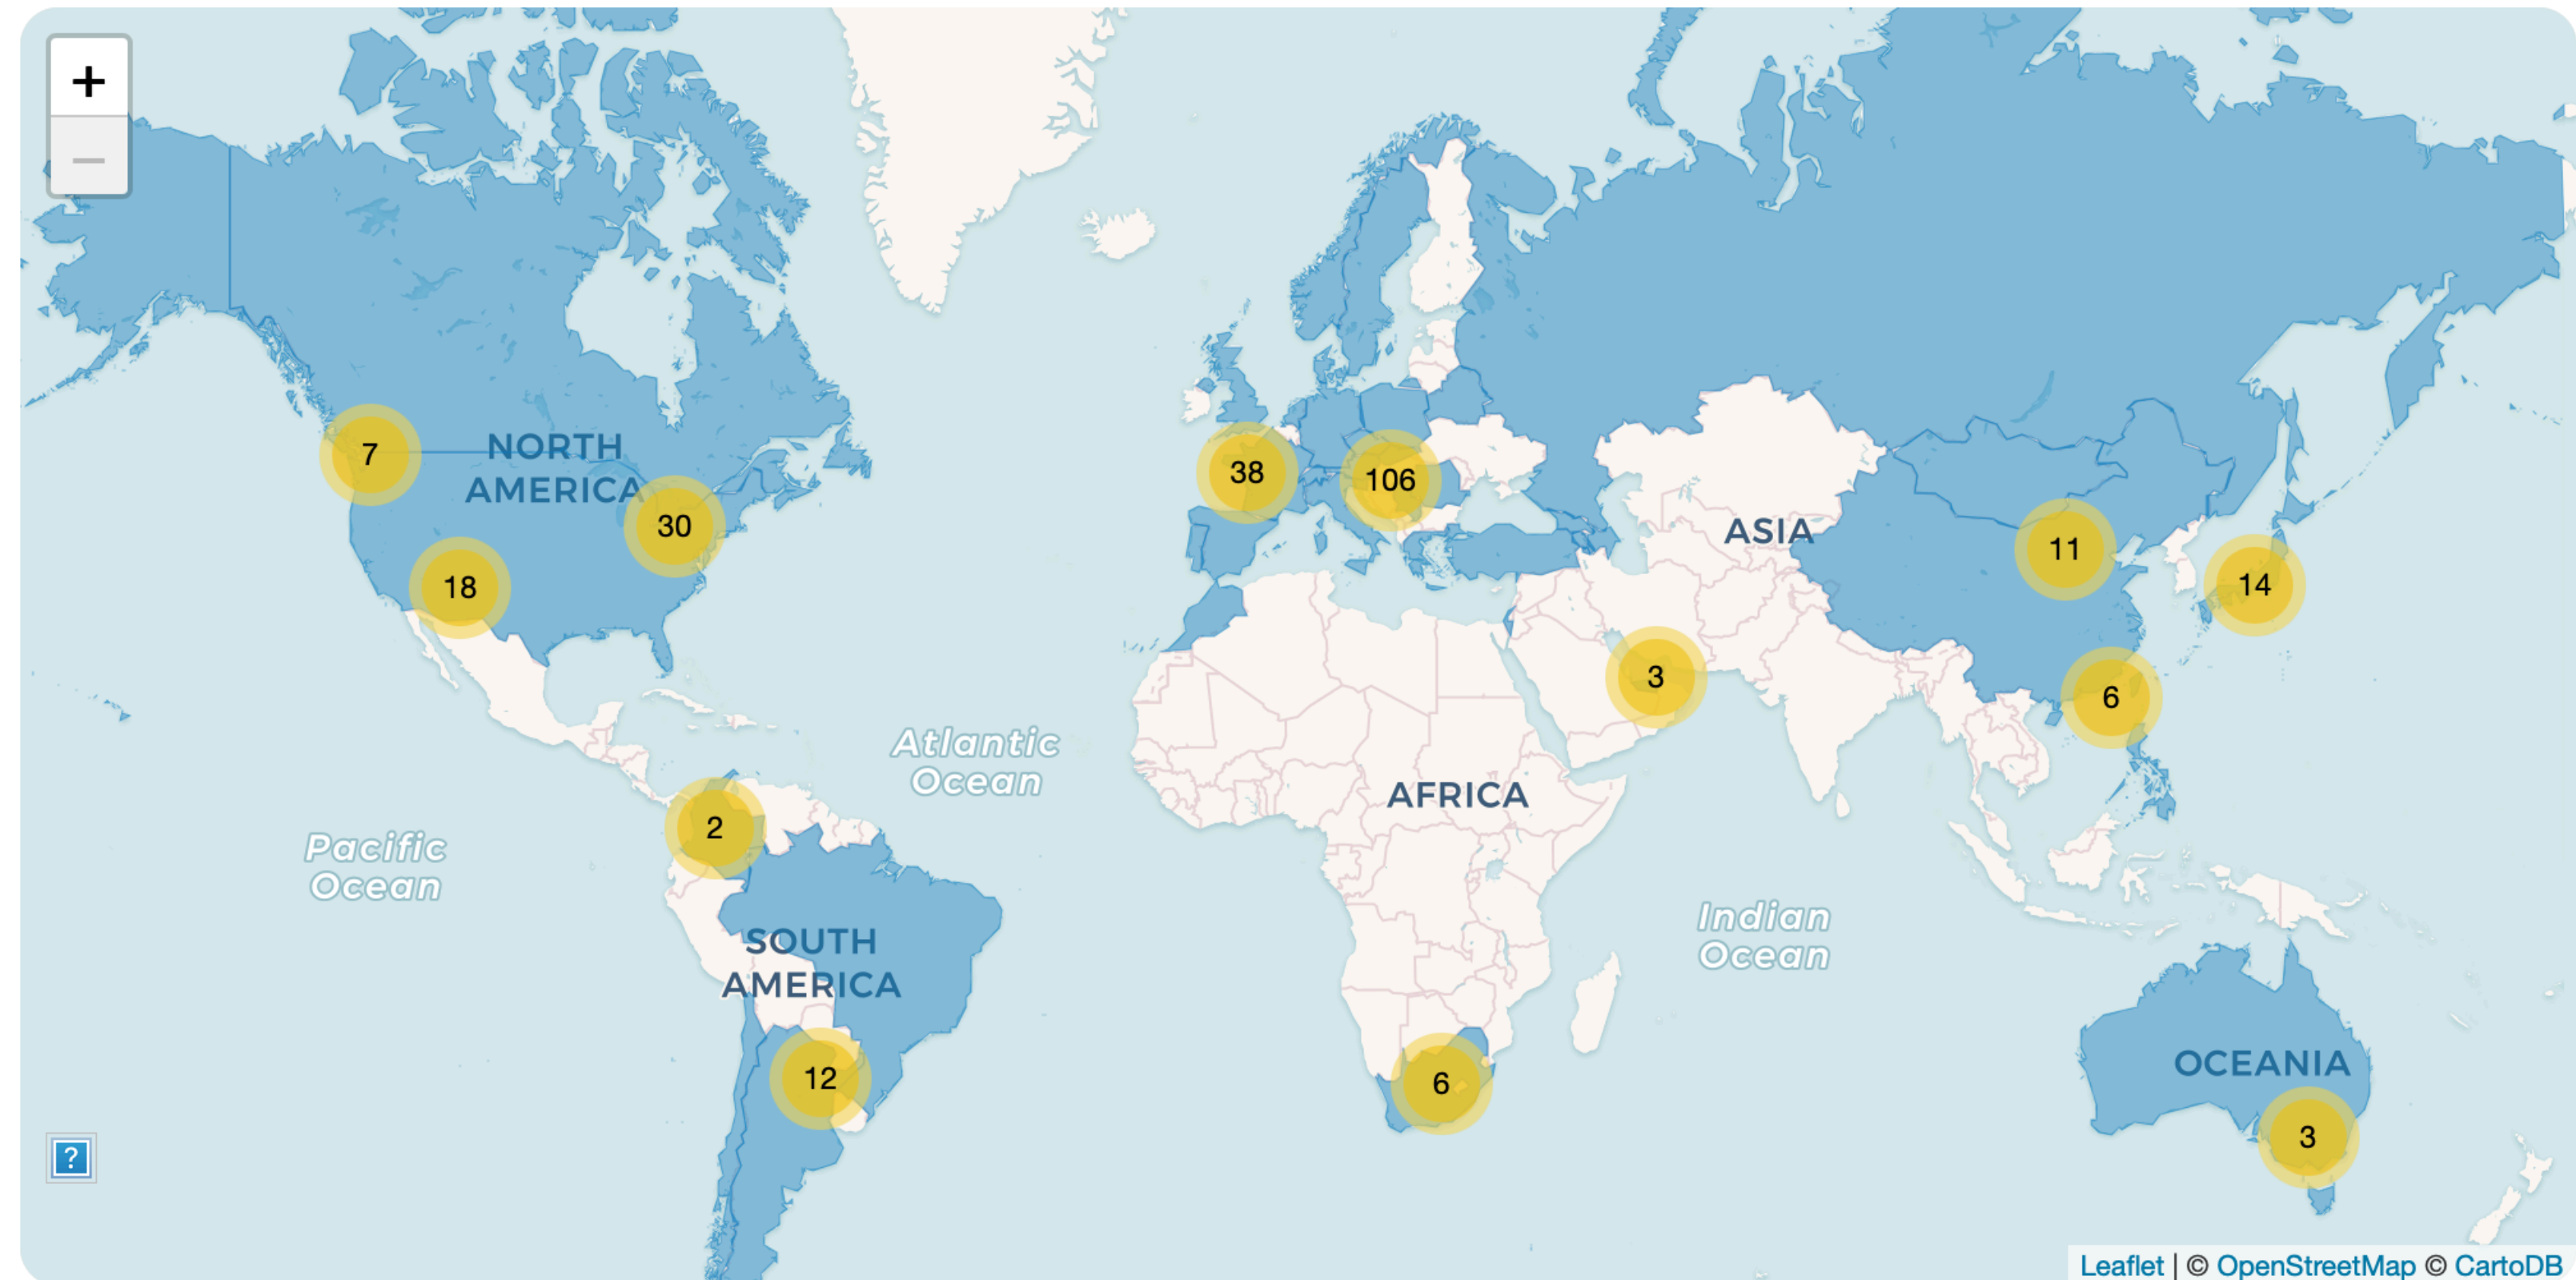 +
−
NORTH
AMERICA
7
30
18
38
106
ASIA
11
14
3
6
Atlantic
Ocean
AFRICA
2
Pacific
Ocean
SOUTH
AMERICA
Indian
Ocean
12
6
OCEANIA
3
?
Leaflet | © OpenStreetMap © CartoDB